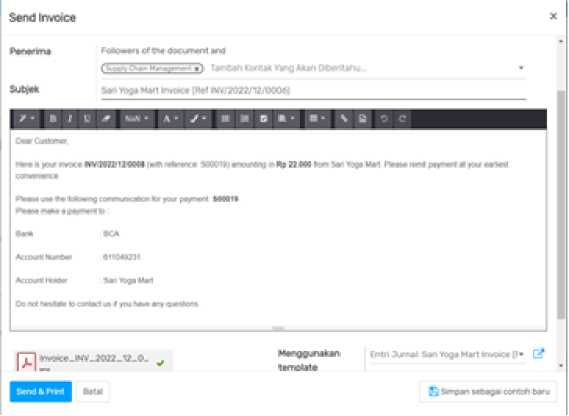 Send Invoice
×
Penerima
Followers of the document and
Supply Chain Management × Tambah Kontak Yang Akan Diberitahu...
Subjek
Sari Yoga Mart Invoice (Ref INV/2022/12/0006)
B I U NaN A
Dear Customer,
Here is your invoice INV/2022/12/0008 (with reference: S00019) amounting in Rp 22.000 from Sari Yoga Mart. Please remit payment at your earliest
convenience
Please use the following communication for your payment: S00019
Please make a payment to :
Bank : BCA
Account Number : 611049231
Account Holder : Sari Yoga Mart
Do not hesitate to contact us if you have any questions.
Invoice_INV_2022_12_0...
Menggunakan
template
Entri Jurnal: Sari Yoga Mart Invoice (
Send & Print
Batal
Simpan sebagai contoh baru